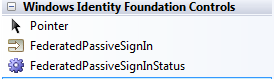 Windows Identity Foundation Controls
Pointer
FederatedPassiveSignIn
FederatedPassiveSignInStatus